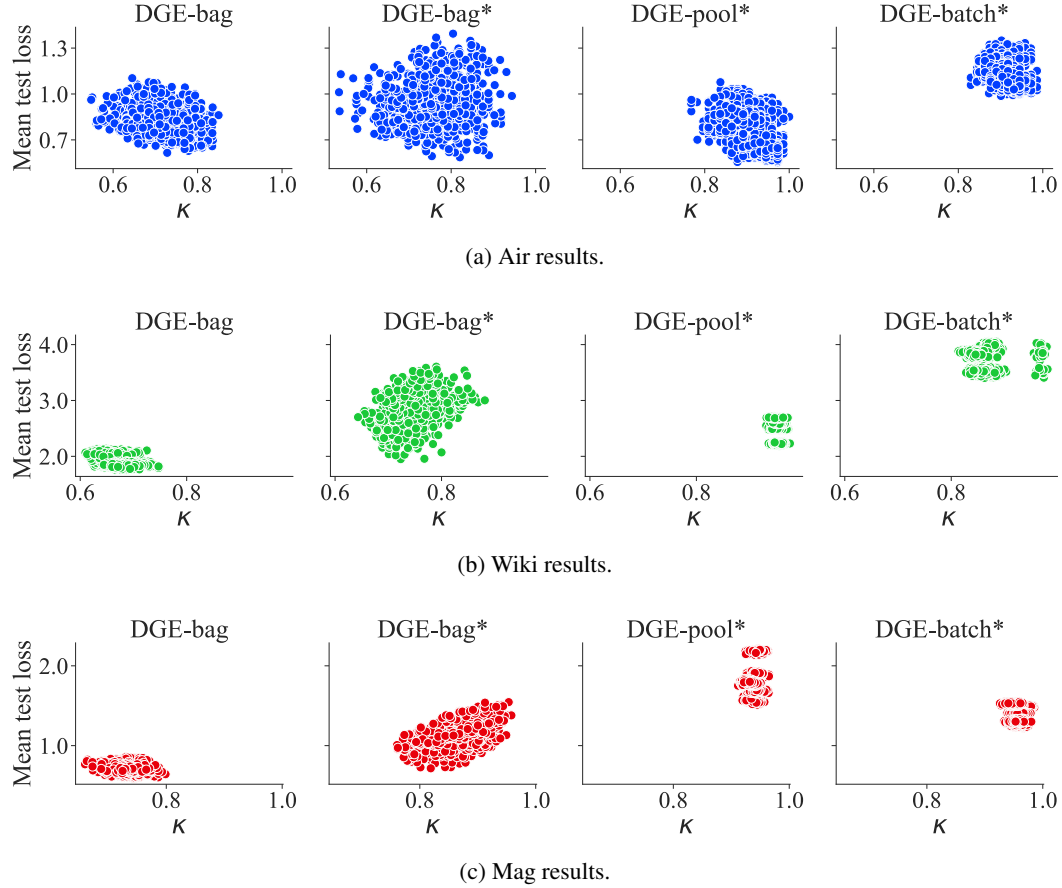 DGE-bag DGE-bag* DGE-pool* DGE-batch*
Mean test loss
1.3
1.0
0.7
0.6 0.8 1.0 0.6 0.8 1.0 0.6 0.8 1.0 0.6 0.8 1.0
κ κ κ κ
(a) Air results.
DGE-bag DGE-bag* DGE-pool* DGE-batch*
Mean test loss
4.0
3.0
2.0
0.6 0.8 0.6 0.8 0.6 0.8 0.6 0.8
κ κ κ κ
(b) Wiki results.
DGE-bag DGE-bag* DGE-pool* DGE-batch*
Mean test loss
2.0
1.0
0.8 1.0 0.8 1.0 0.8 1.0 0.8 1.0
κ κ κ κ
(c) Mag results.